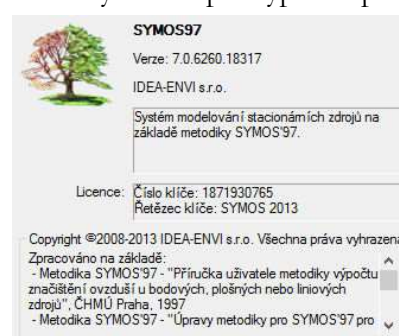 SYMOS97
Verze: 7.0.6260.18317
IDEA-ENVI s.r.o.
Systém modelování stacionárních zdrojů na
základě metodiky SYMOS'97.
Licence: Číslo klíče: 1871930765
Řetězec klíče: SYMOS 2013
Copyright ©2008-2013 IDEA-ENVI s.r.o. Všechna práva vyhrazena
Zpracováno na základě:
- Metodika SYMOS'97 - "Příručka uživatele metodiky výpočtu
značištění ovzduší u bodových, plošných nebo liniových
zdrojů", ČHMÚ Praha, 1997
- Metodika SYMOS'97 - "Úpravy metodiky pro SYMOS'97 pro